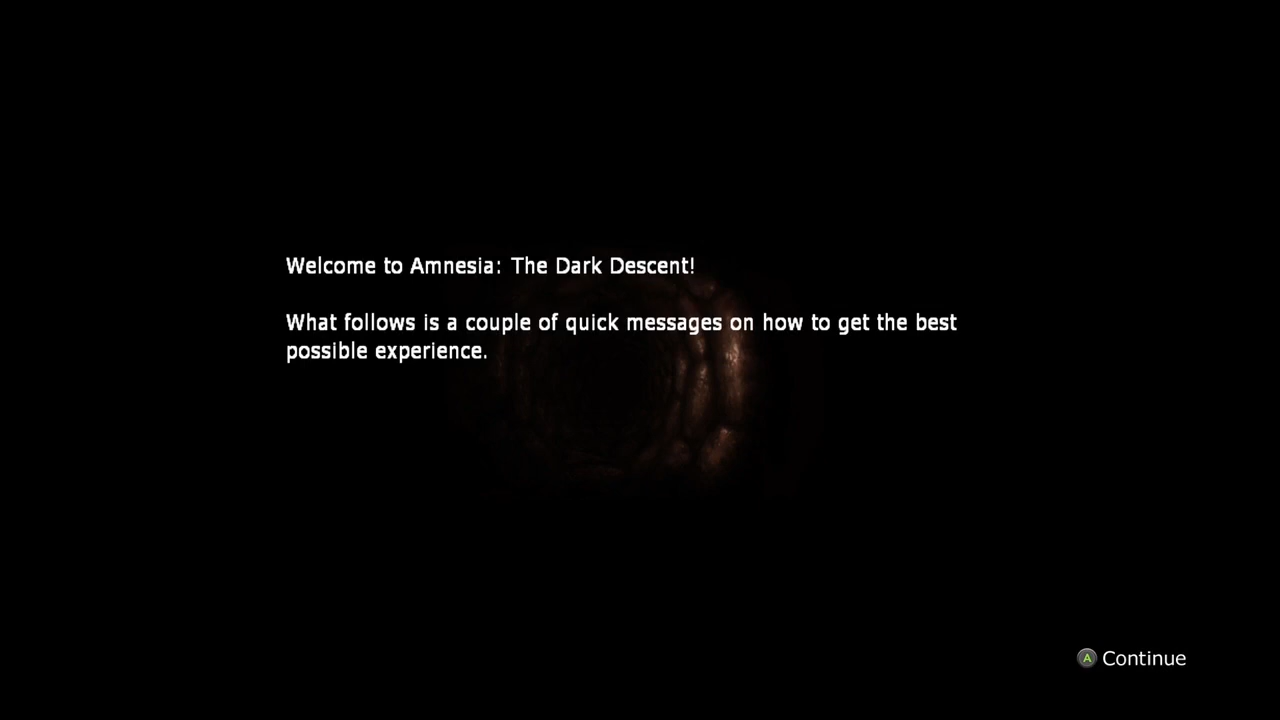 Welcome to Amnesia: The Dark Descent!
What follows is a couple of quick messages on how to get the best
possible experience.
A Continue